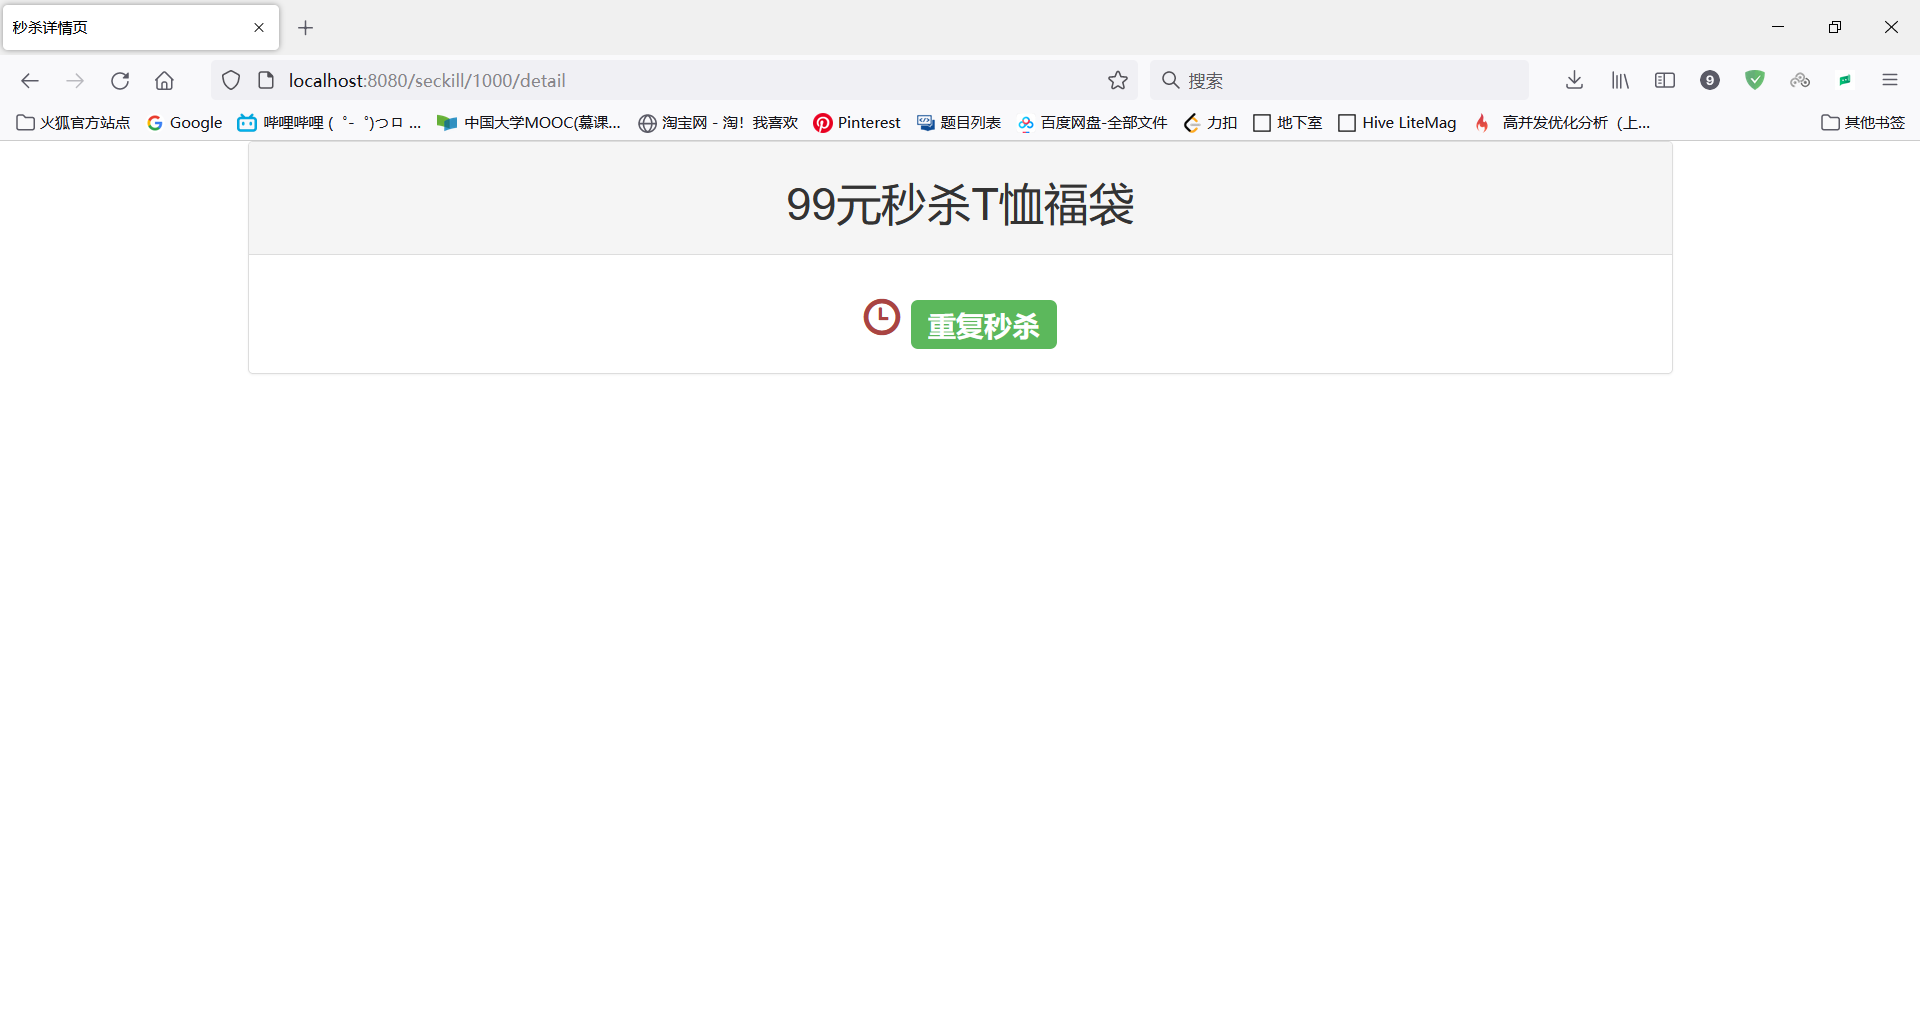 秒杀详情页
localhost:8080/seckill/1000/detail
搜索
9
火狐官方站点 Google 哔哩哔哩 (゜-゜)つロ ... 中国大学MOOC(慕课... 淘宝网 - 淘！我喜欢 Pinterest 题目列表 百度网盘-全部文件 力扣 地下室 Hive LiteMag 高并发优化分析（上... 其他书签
99元秒杀T恤福袋
重复秒杀